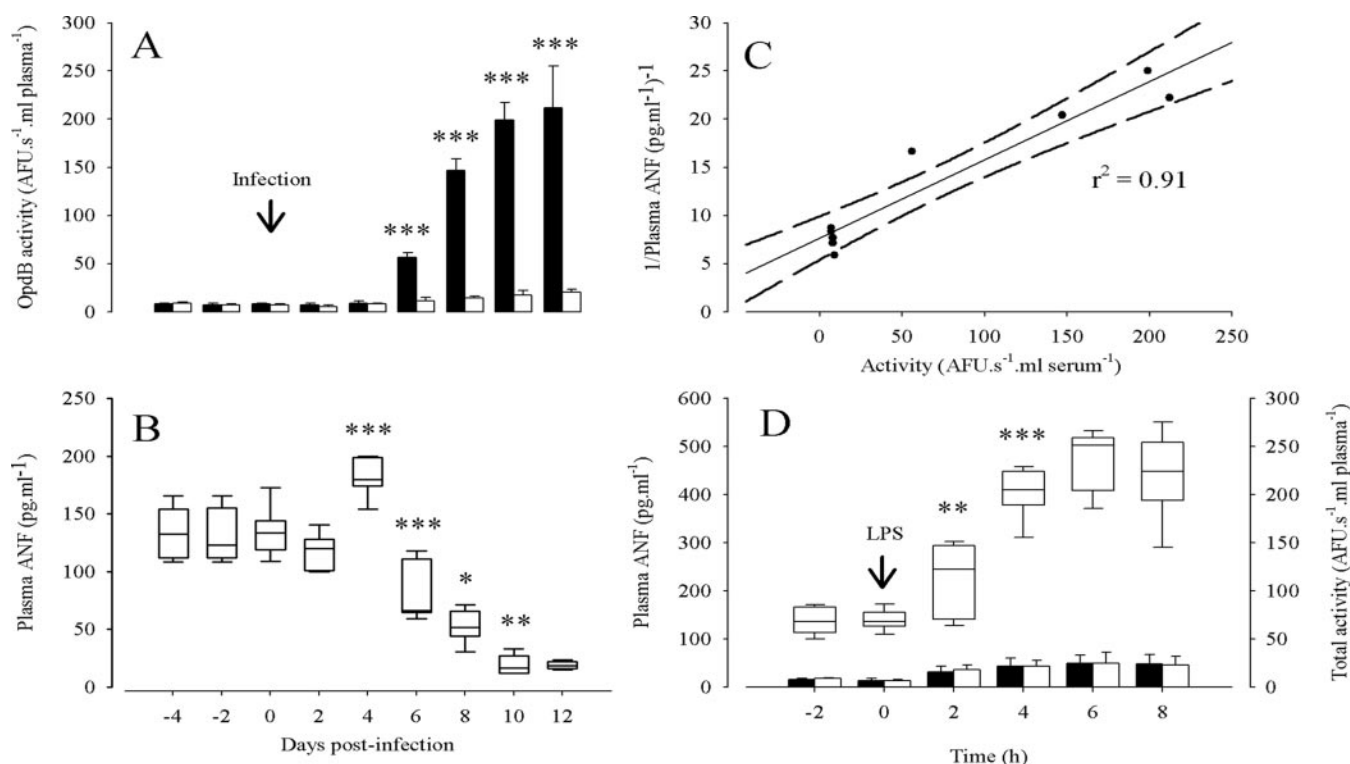 A
OpdB activity (AFU.s⁻¹.ml plasma⁻¹)
300
250
200
150
100
50
0
Infection
***
***
***
***
C
1/Plasma ANF (pg.ml⁻¹)⁻¹
30
25
20
15
10
5
0
r² = 0.91
0 50 100 150 200 250
Activity (AFU.s⁻¹.ml serum⁻¹)
B
Plasma ANF (pg.ml⁻¹)
250
200
150
100
50
0
***
***
*
**
-4 -2 0 2 4 6 8 10 12
Days post-infection
D
Plasma ANF (pg.ml⁻¹)
600
500
400
300
200
100
0
LPS
**
***
300
250
200
150
100
50
0
Total activity (AFU.s⁻¹.ml plasma⁻¹)
-2 0 2 4 6 8
Time (h)